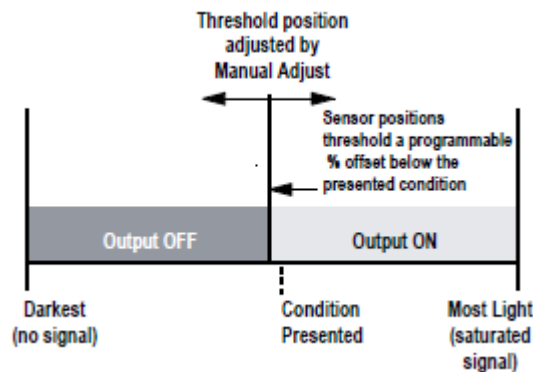 Threshold position
adjusted by
Manual Adjust
Sensor positions
threshold a programmable
% offset below the
presented condition
Output OFF
Output ON
Darkest
(no signal)
Condition
Presented
Most Light
(saturated
signal)